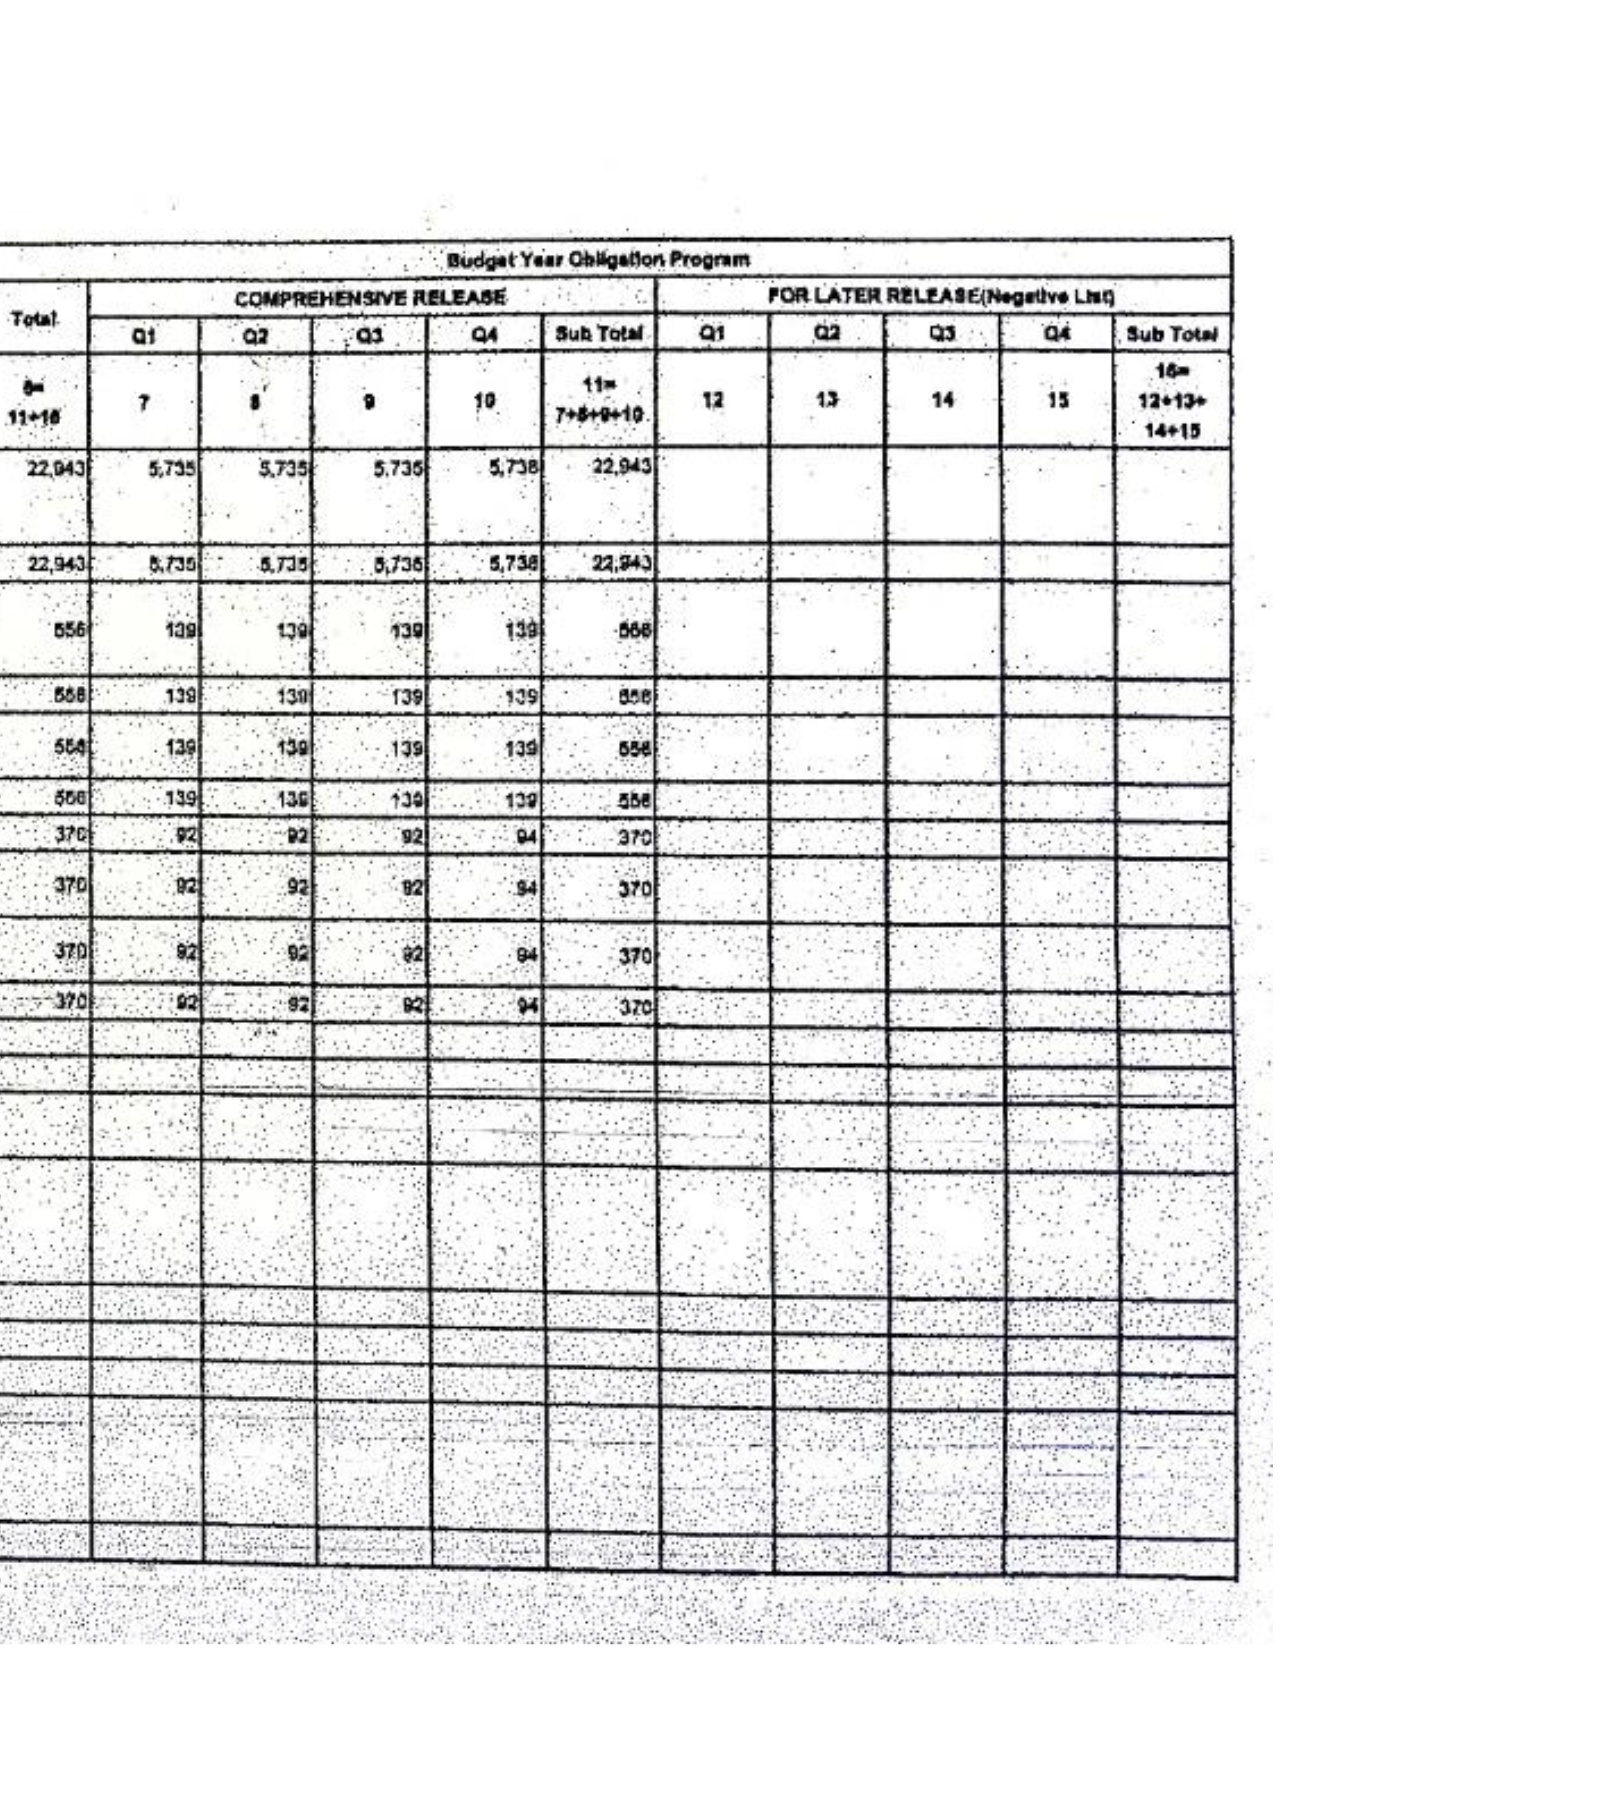 Budget Year Obligation Program
COMPREHENSIVE RELEASE FOR LATER RELEASE(Negative List)
Total
Q1 Q2 Q3 Q4 Sub Total Q1 Q2 Q3 Q4 Sub Total
6= 11= 16=
7 8 9 10 12 13 14 15 12+13+
11+16 7+8+9+10 14+15
22,943 5,735 5,735 5,735 5,738 22,943
22,943 5,735 5,735 5,735 5,738 22,943
556 139 139 139 139 556
556 139 139 139 139 556
556 139 139 139 139 556
556 139 139 139 139 556
370 92 92 92 94 370
370 92 92 92 94 370
370 92 92 92 94 370
370 92 92 92 94 370